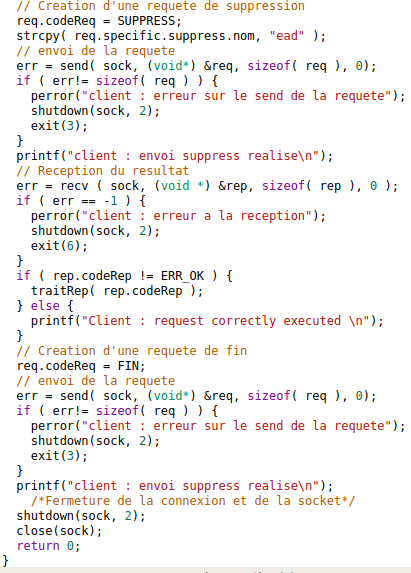 // Creation d'une requete de suppression
req.codeReq = SUPPRESS;
strcpy( req.specific.suppress.nom, "ead" );
// envoi de la requete
err = send( sock, (void*) &req, sizeof( req ), 0);
if ( err!= sizeof( req ) ) {
perror("client : erreur sur le send de la requete");
shutdown(sock, 2);
exit(3);
}
printf("client : envoi suppress realise\n");
// Reception du resultat
err = recv ( sock, (void *) &rep, sizeof( rep ), 0 );
if ( err == -1 ) {
perror("client : erreur a la reception");
shutdown(sock, 2);
exit(6);
}
if ( rep.codeRep != ERR_OK ) {
traitRep( rep.codeRep );
} else {
printf("Client : request correctly executed \n");
}
// Creation d'une requete de fin
req.codeReq = FIN;
// envoi de la requete
err = send( sock, (void*) &req, sizeof( req ), 0);
if ( err!= sizeof( req ) ) {
perror("client : erreur sur le send de la requete");
shutdown(sock, 2);
exit(3);
}
printf("client : envoi suppress realise\n");
/*Fermeture de la connexion et de la socket*/
shutdown(sock, 2);
close(sock);
return 0;
}